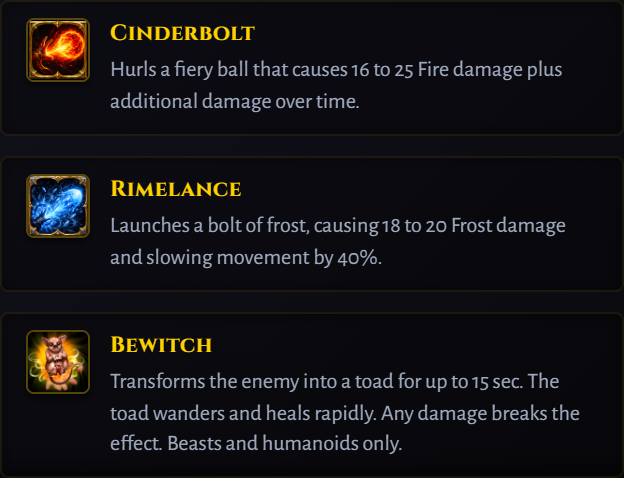 Cinderbolt
Hurls a fiery ball that causes 16 to 25 Fire damage plus
additional damage over time.
Rimelance
Launches a bolt of frost, causing 18 to 20 Frost damage
and slowing movement by 40%.
Bewitch
Transforms the enemy into a toad for up to 15 sec. The
toad wanders and heals rapidly. Any damage breaks the
effect. Beasts and humanoids only.